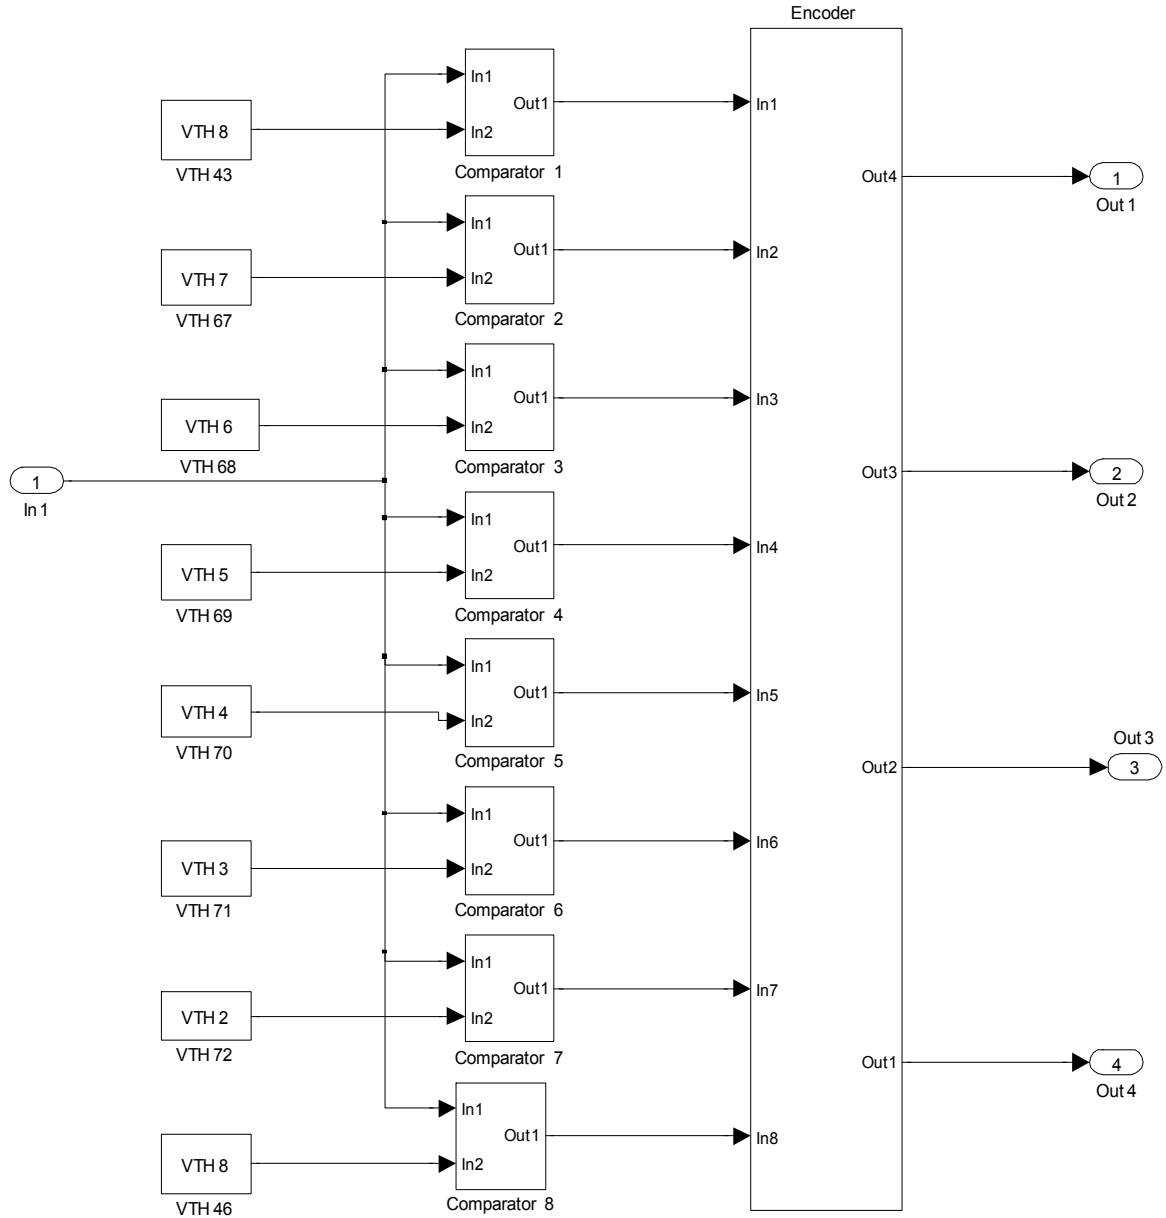 Encoder
In1
Out1
In2
Comparator 1
VTH 8
VTH 43
In1
Out4
1
Out 1
In1
Out1
In2
Comparator 2
VTH 7
VTH 67
In2
In1
Out1
In2
Comparator 3
VTH 6
VTH 68
In3
1
In 1
Out3
2
Out 2
In1
Out1
In2
Comparator 4
VTH 5
VTH 69
In4
In1
Out1
In2
Comparator 5
VTH 4
VTH 70
In5
Out2
Out 3
3
In1
Out1
In2
Comparator 6
VTH 3
VTH 71
In6
In1
Out1
In2
Comparator 7
VTH 2
VTH 72
In7
Out1
4
Out 4
In1
Out1
In2
Comparator 8
VTH 8
VTH 46
In8